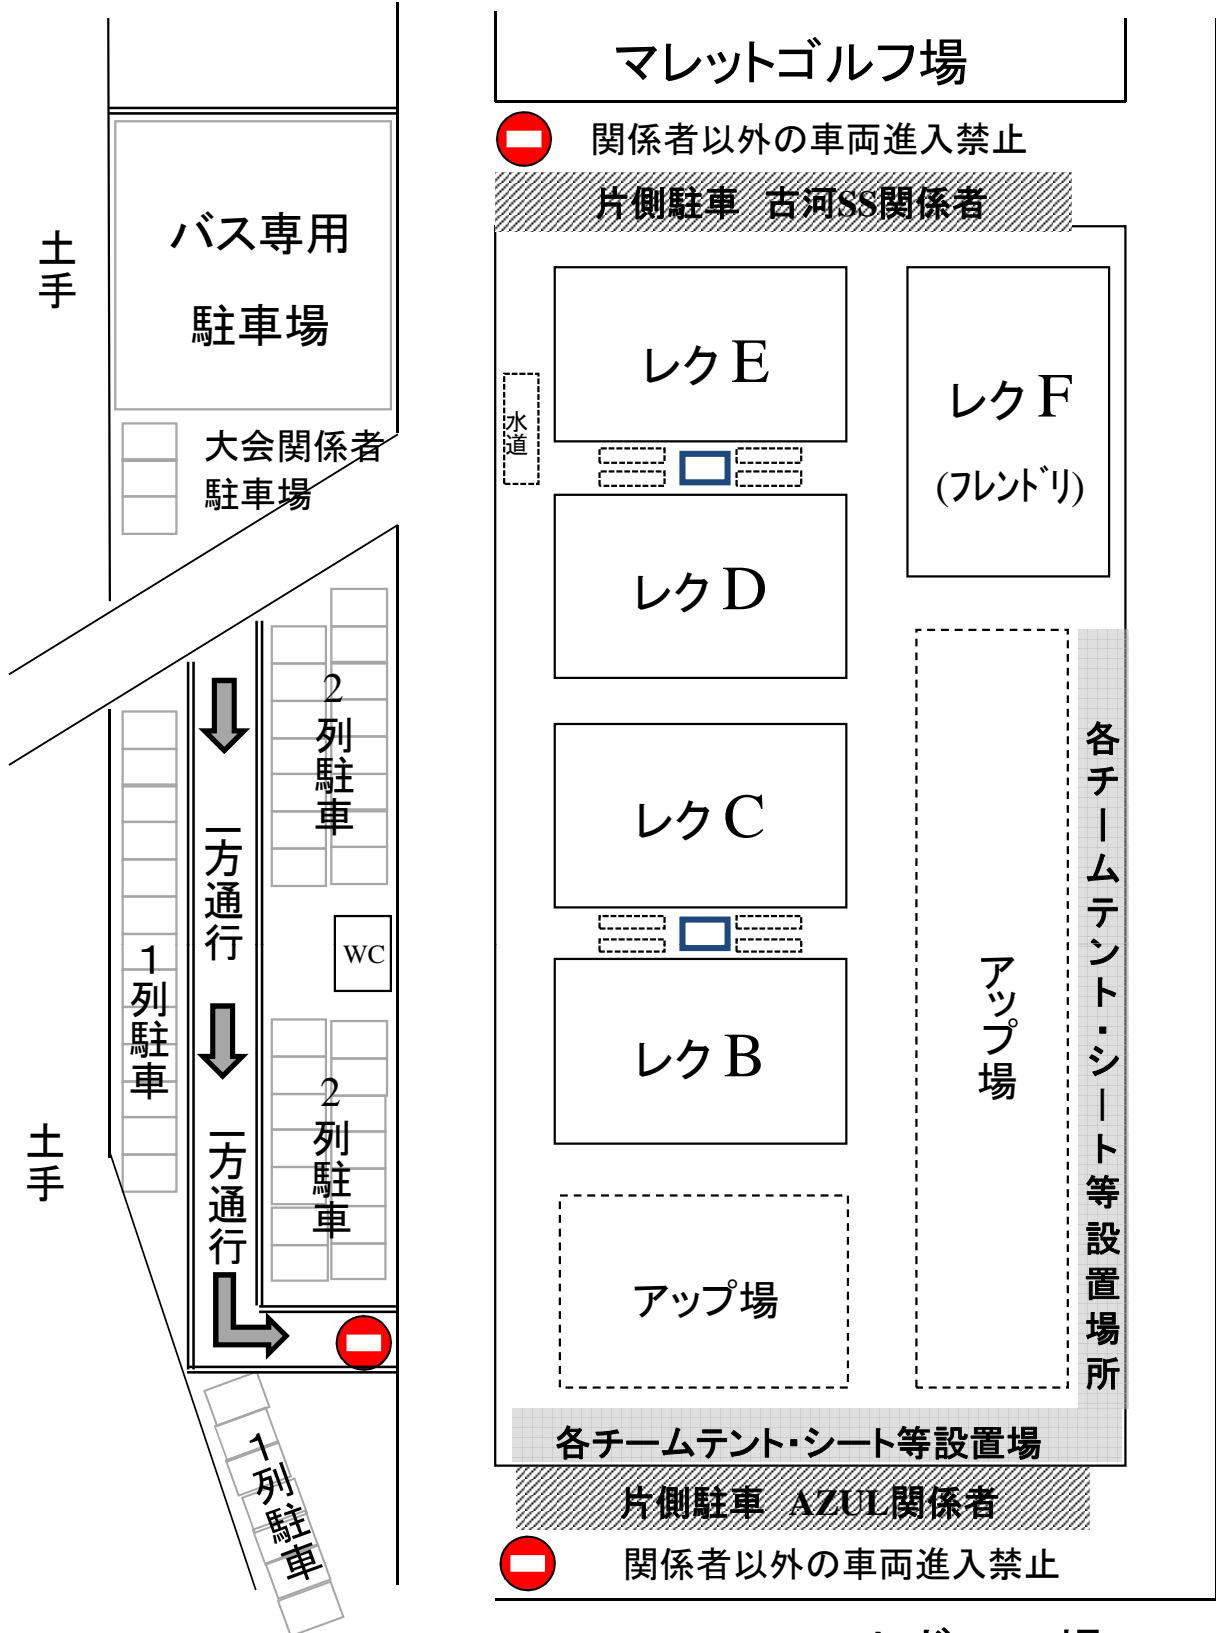 マレットゴルフ場
関係者以外の車両進入禁止
片側駐車　古河SS関係者
バス専用
駐車場
土手
大会関係者
駐車場
水道
レクE
レクF
(フレンドリ)
レクD
レクC
レクB
2列駐車
一方通行
1列駐車
WC
2列駐車
一方通行
土手
1列駐車
アップ場
アップ場
各チームテント・シート等設置場所
各チームテント・シート等設置場
片側駐車　AZUL関係者
関係者以外の車両進入禁止